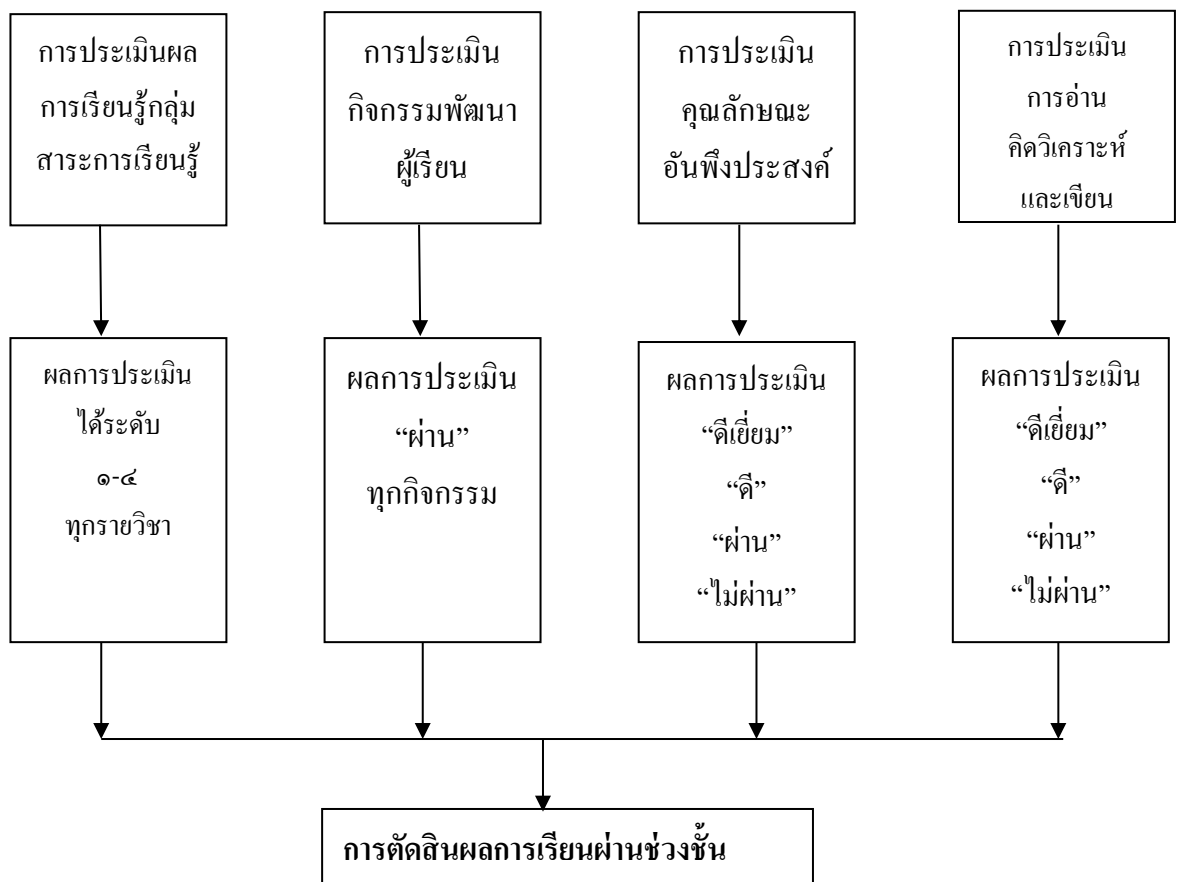 การประเมินผล
การเรียนรู้กลุ่ม
สาระการเรียนรู้
การประเมิน
กิจกรรมพัฒนา
ผู้เรียน
การประเมิน
คุณลักษณะ
อันพึงประสงค์
การประเมิน
การอ่าน
คิดวิเคราะห์
และเขียน
ผลการประเมิน
ได้ระดับ
๑-๔
ทุกรายวิชา
ผลการประเมิน
“ผ่าน”
ทุกกิจกรรม
ผลการประเมิน
“ดีเยี่ยม”
“ดี”
“ผ่าน”
“ไม่ผ่าน”
ผลการประเมิน
“ดีเยี่ยม”
“ดี”
“ผ่าน”
“ไม่ผ่าน”
การตัดสินผลการเรียนผ่านช่วงชั้น